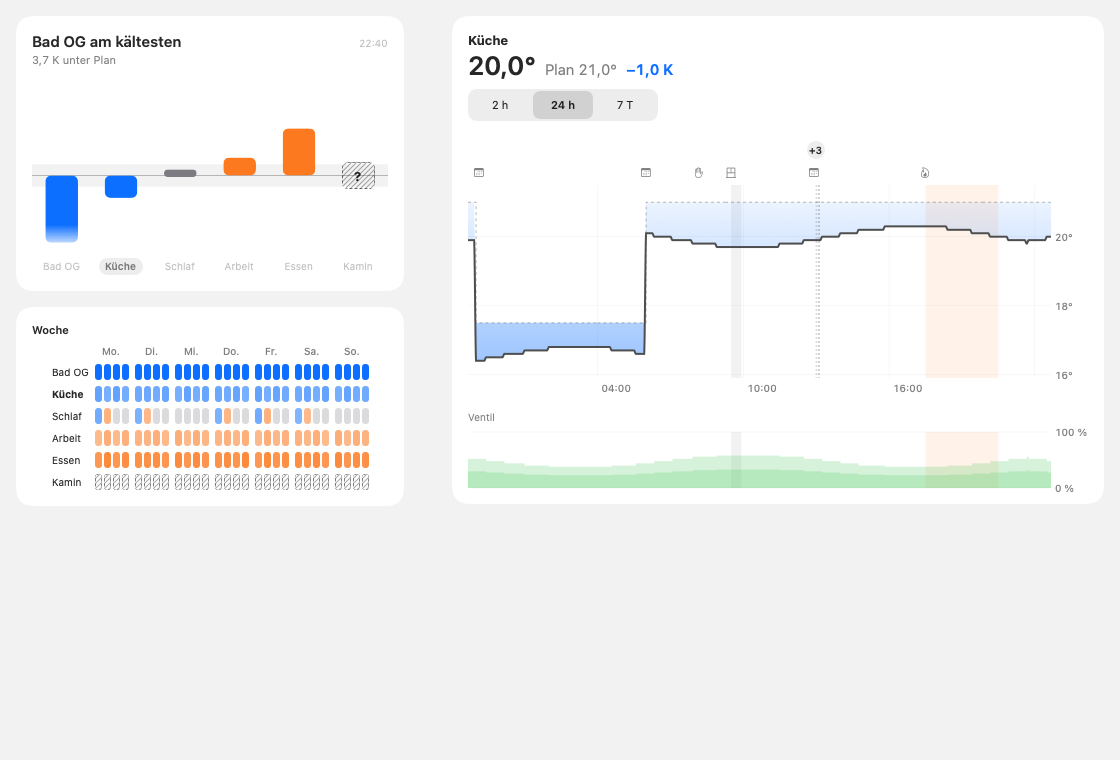 Bad OG am kältesten
22:40
3,7 K unter Plan
?
Bad OG Küche Schlaf Arbeit Essen Kamin
Woche
Mo. Di. Mi. Do. Fr. Sa. So.
Bad OG
Küche
Schlaf
Arbeit
Essen
Kamin
Küche
20,0° Plan 21,0° −1,0 K
2 h 24 h 7 T
+3
20°
18°
16°
04:00 10:00 16:00
Ventil
100 %
0 %